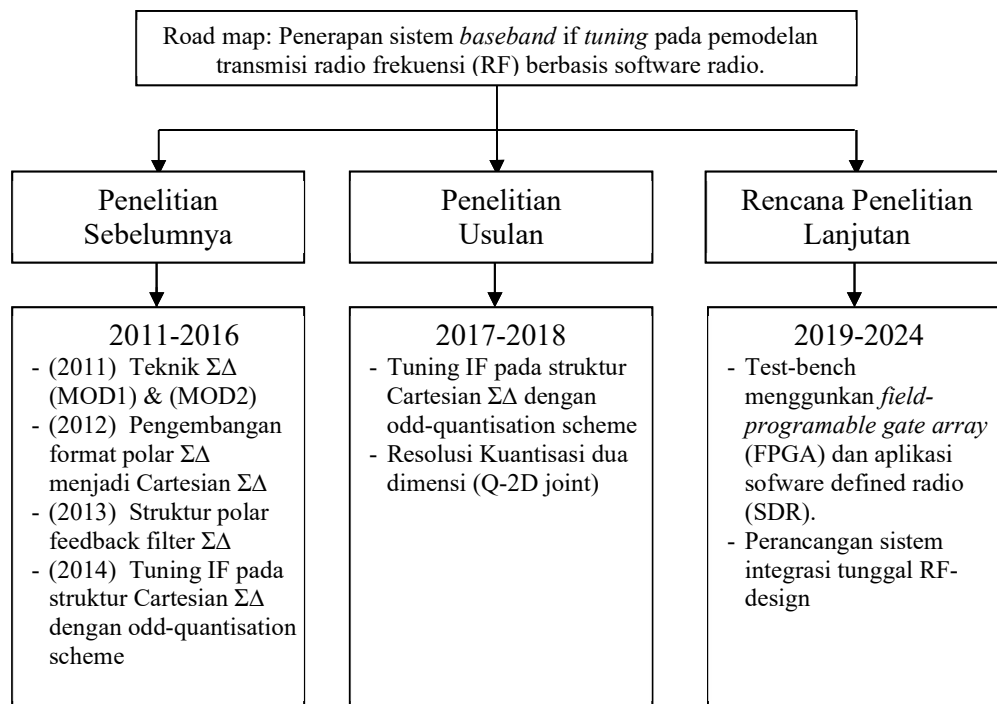 Road map: Penerapan sistem baseband if tuning pada pemodelan
transmisi radio frekuensi (RF) berbasis software radio.
Penelitian
Sebelumnya
Penelitian
Usulan
Rencana Penelitian
Lanjutan
2011-2016
- (2011) Teknik ΣΔ
(MOD1) & (MOD2)
- (2012) Pengembangan
format polar ΣΔ
menjadi Cartesian ΣΔ
- (2013) Struktur polar
feedback filter ΣΔ
- (2014) Tuning IF pada
struktur Cartesian ΣΔ
dengan odd-quantisation
scheme
2017-2018
- Tuning IF pada struktur
Cartesian ΣΔ dengan
odd-quantisation scheme
- Resolusi Kuantisasi dua
dimensi (Q-2D joint)
2019-2024
- Test-bench
menggunkan field-
programable gate array
(FPGA) dan aplikasi
sofware defined radio
(SDR).
- Perancangan sistem
integrasi tunggal RF-
design